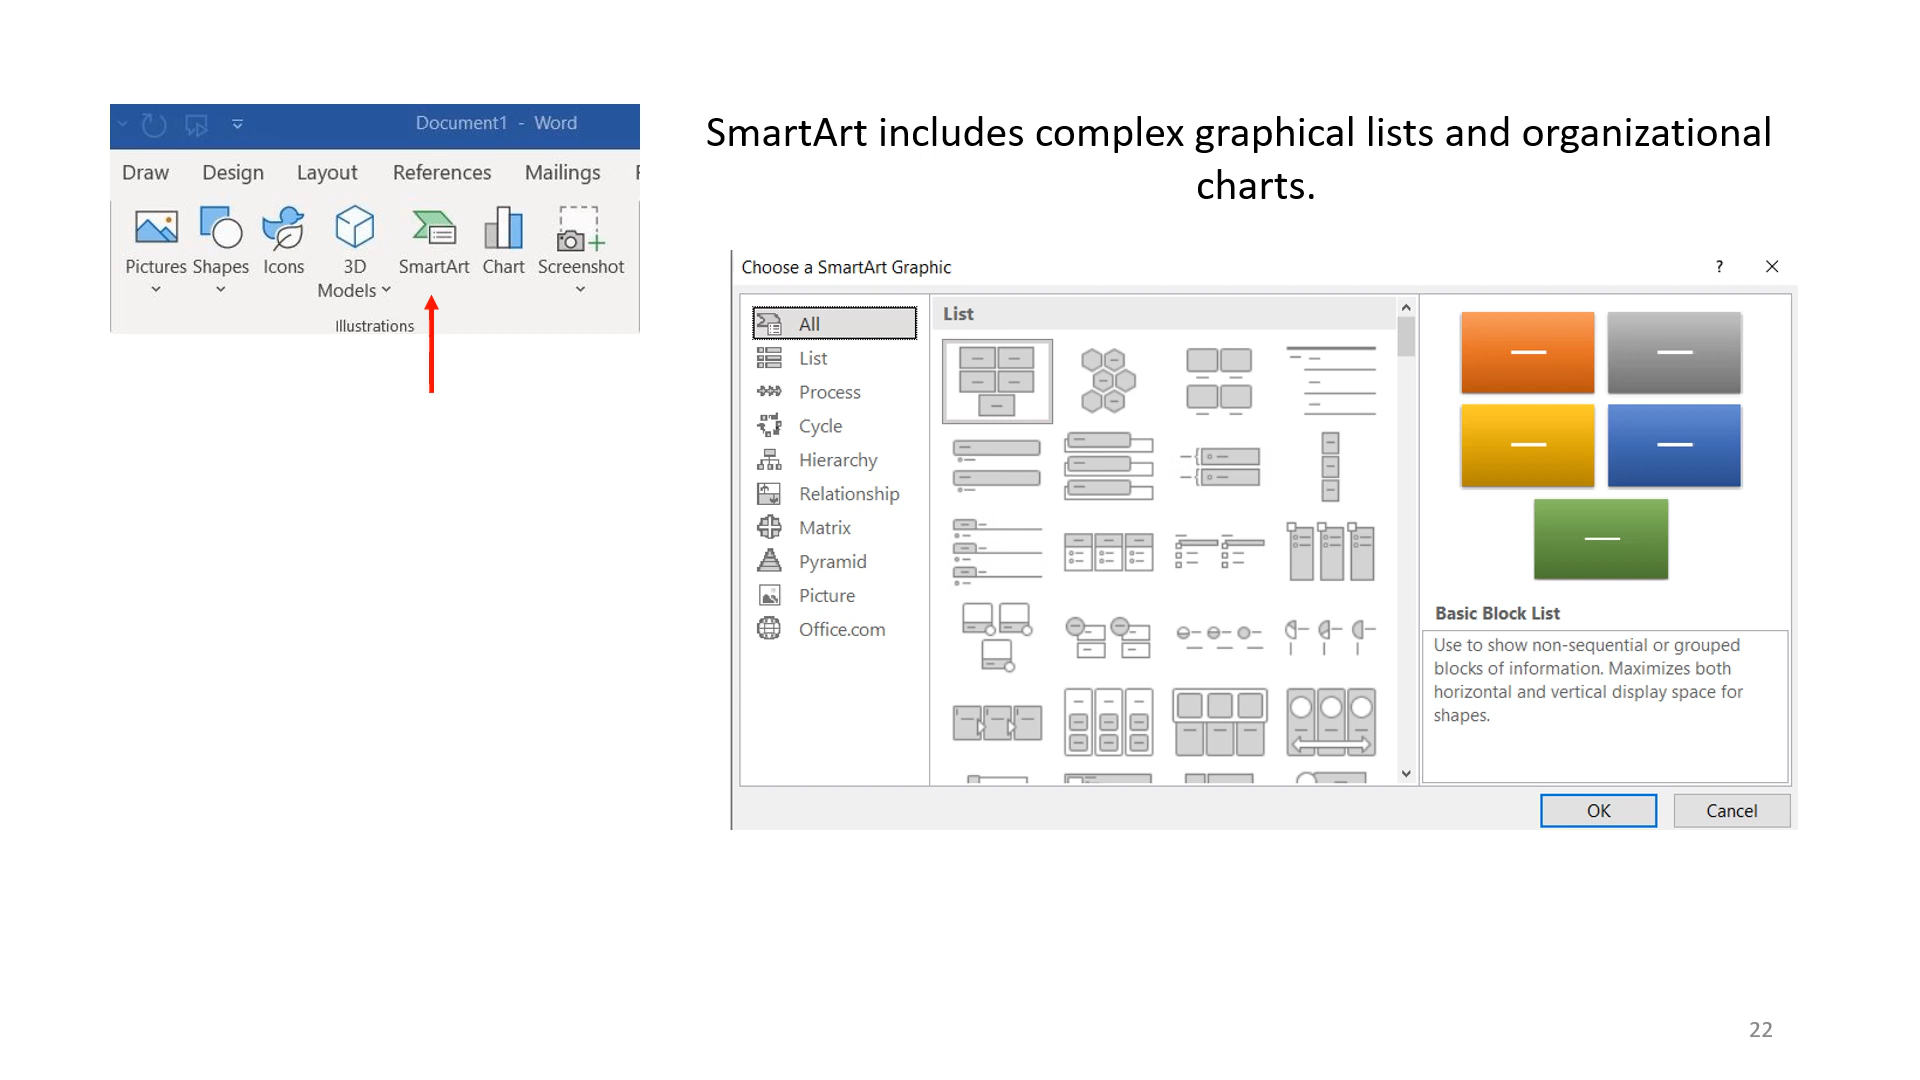 Document1 - Word
Draw Design Layout References Mailings
Pictures Shapes Icons 3D Models SmartArt Chart Screenshot
Illustrations
SmartArt includes complex graphical lists and organizational
charts.
Choose a SmartArt Graphic ?
All
List
Process
Cycle
Hierarchy
Relationship
Matrix
Pyramid
Picture
Office.com
List
Basic Block List
Use to show non-sequential or grouped
blocks of information. Maximizes both
horizontal and vertical display space for
shapes.
OK Cancel
22